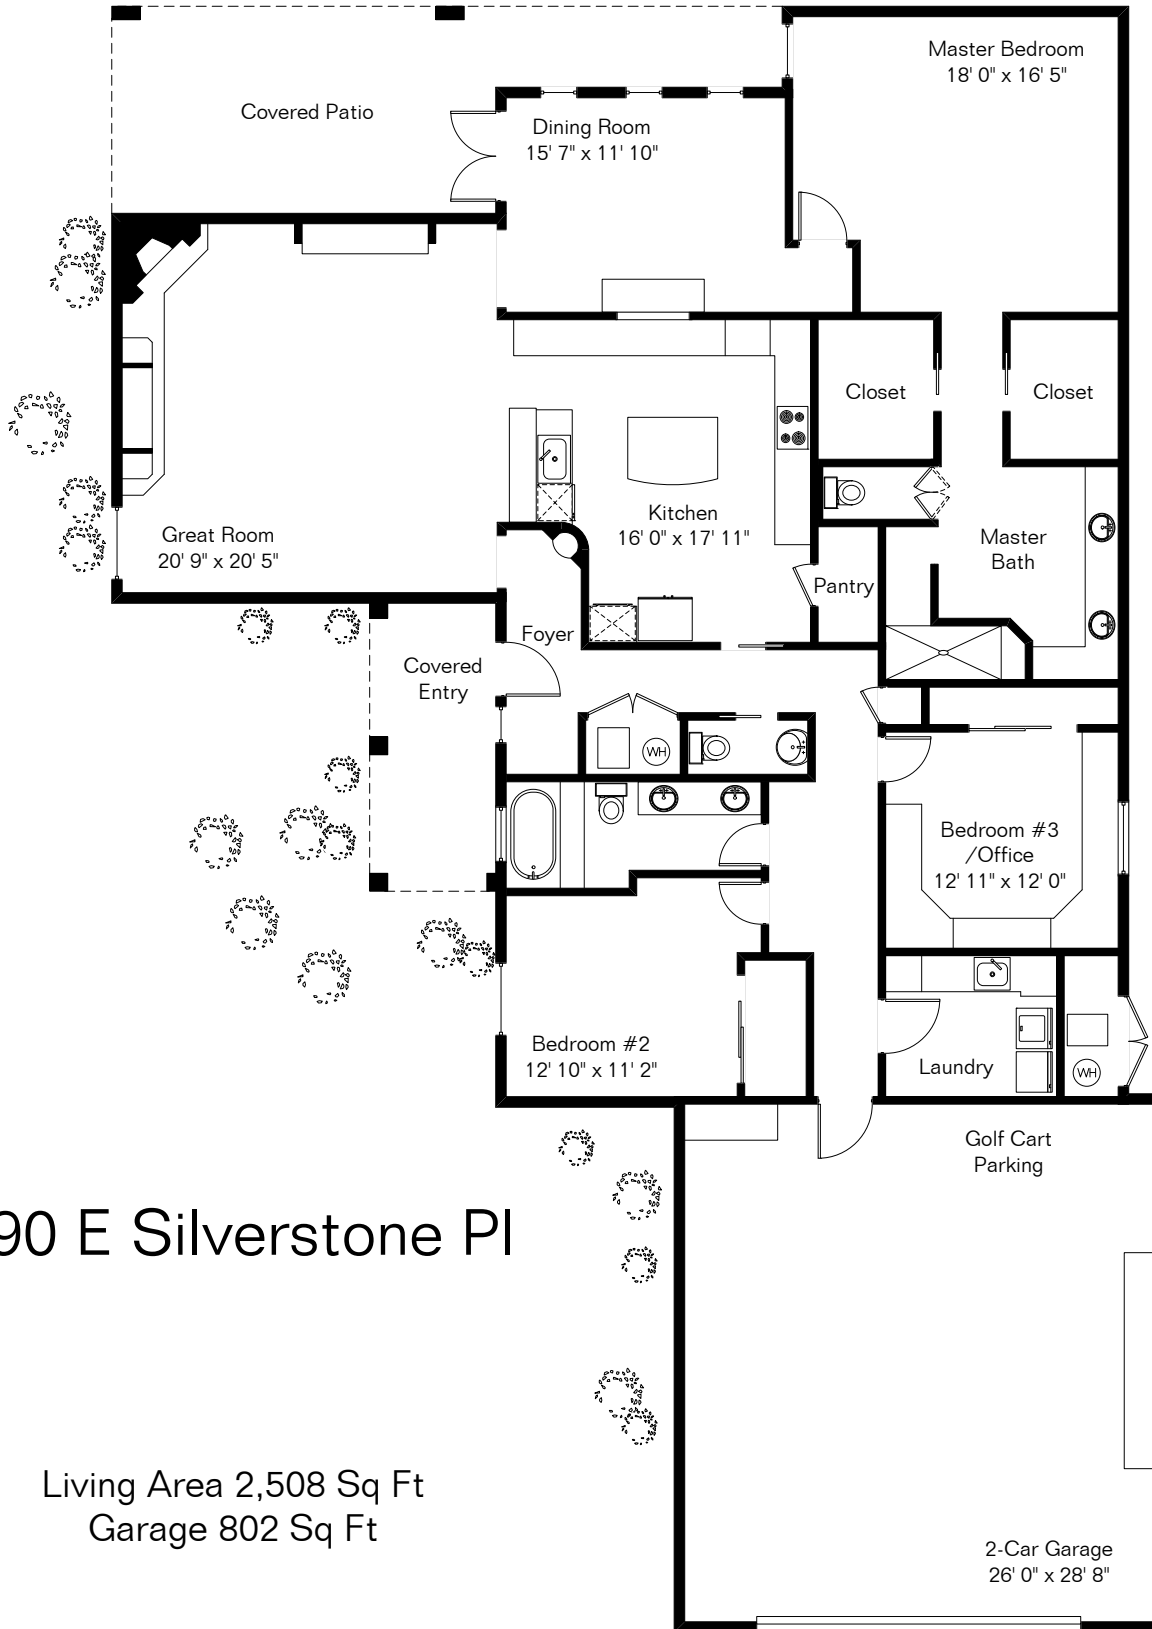 Master Bedroom
18' 0" x 16' 5"
Covered Patio
Dining Room
15' 7" x 11' 10"
Closet
Closet
Great Room
20' 9" x 20' 5"
Kitchen
16' 0" x 17' 11"
Master
Bath
Pantry
Foyer
Covered
Entry
WH
Bedroom #3
/Office
12' 11" x 12' 0"
Bedroom #2
12' 10" x 11' 2"
Laundry
WH
Golf Cart
Parking
90 E Silverstone Pl
Living Area 2,508 Sq Ft
Garage 802 Sq Ft
2-Car Garage
26' 0" x 28' 8"